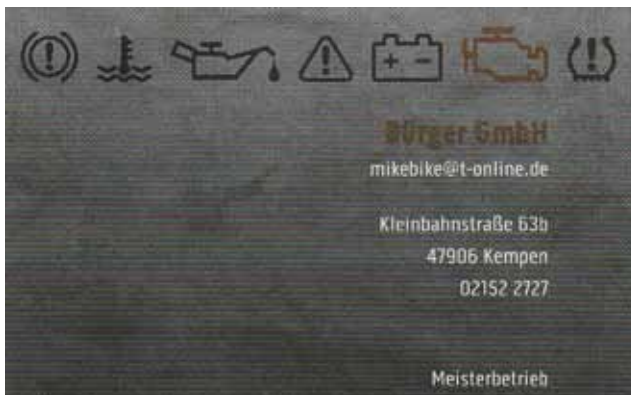 Bürger GmbH
mikebike@t-online.de
Kleinbahnstraße 63b
47906 Kempen
02152 2727
Meisterbetrieb